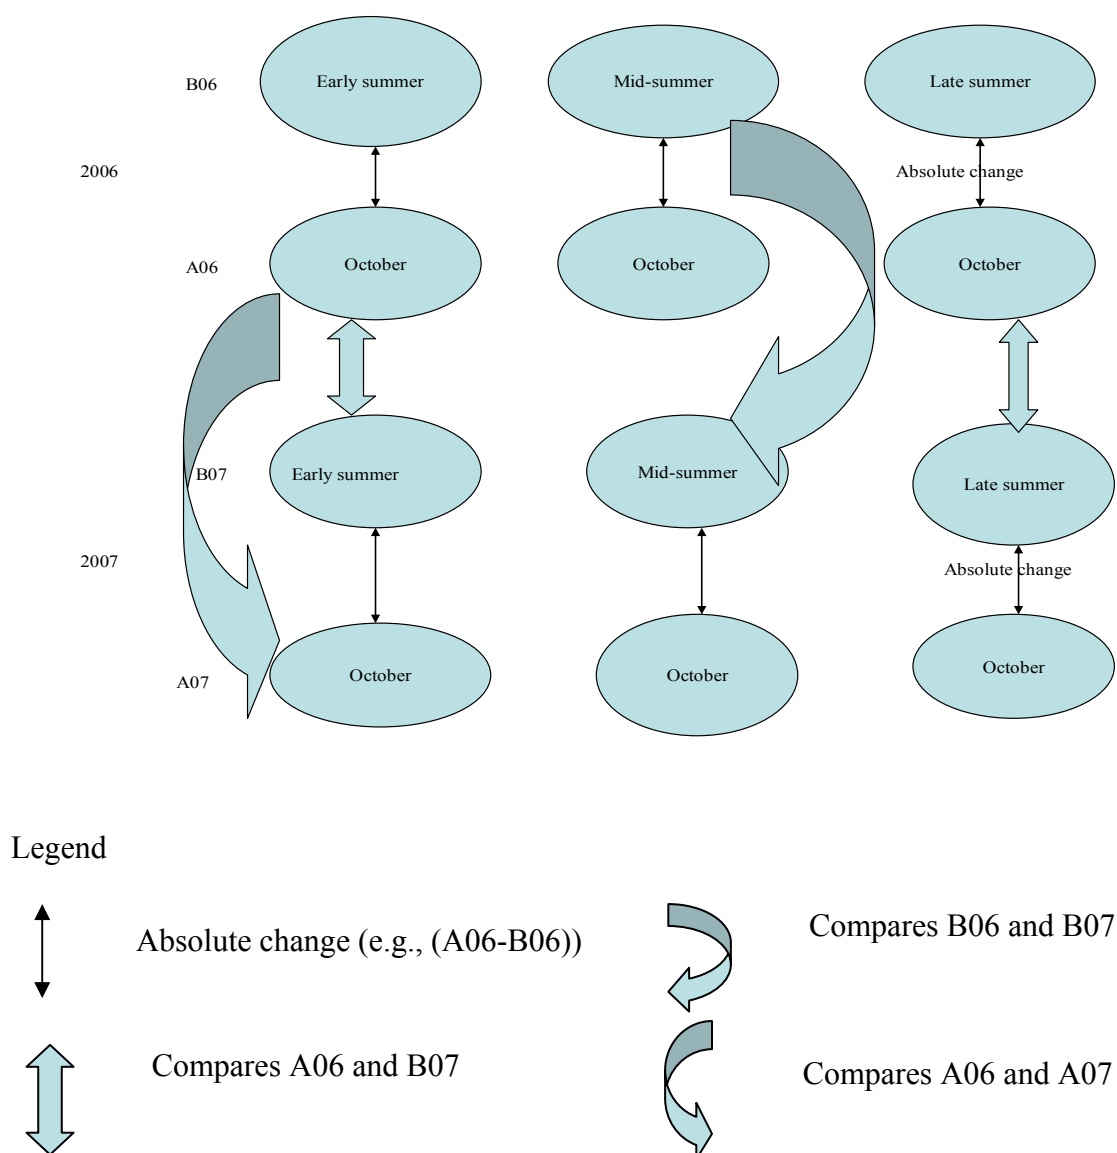 B06
Early summer
Mid-summer
Late summer
2006
Absolute change
A06
October
October
October
B07
Early summer
Mid-summer
Late summer
2007
Absolute change
A07
October
October
October
Legend
Absolute change (e.g., (A06-B06))
Compares B06 and B07
Compares A06 and B07
Compares A06 and A07